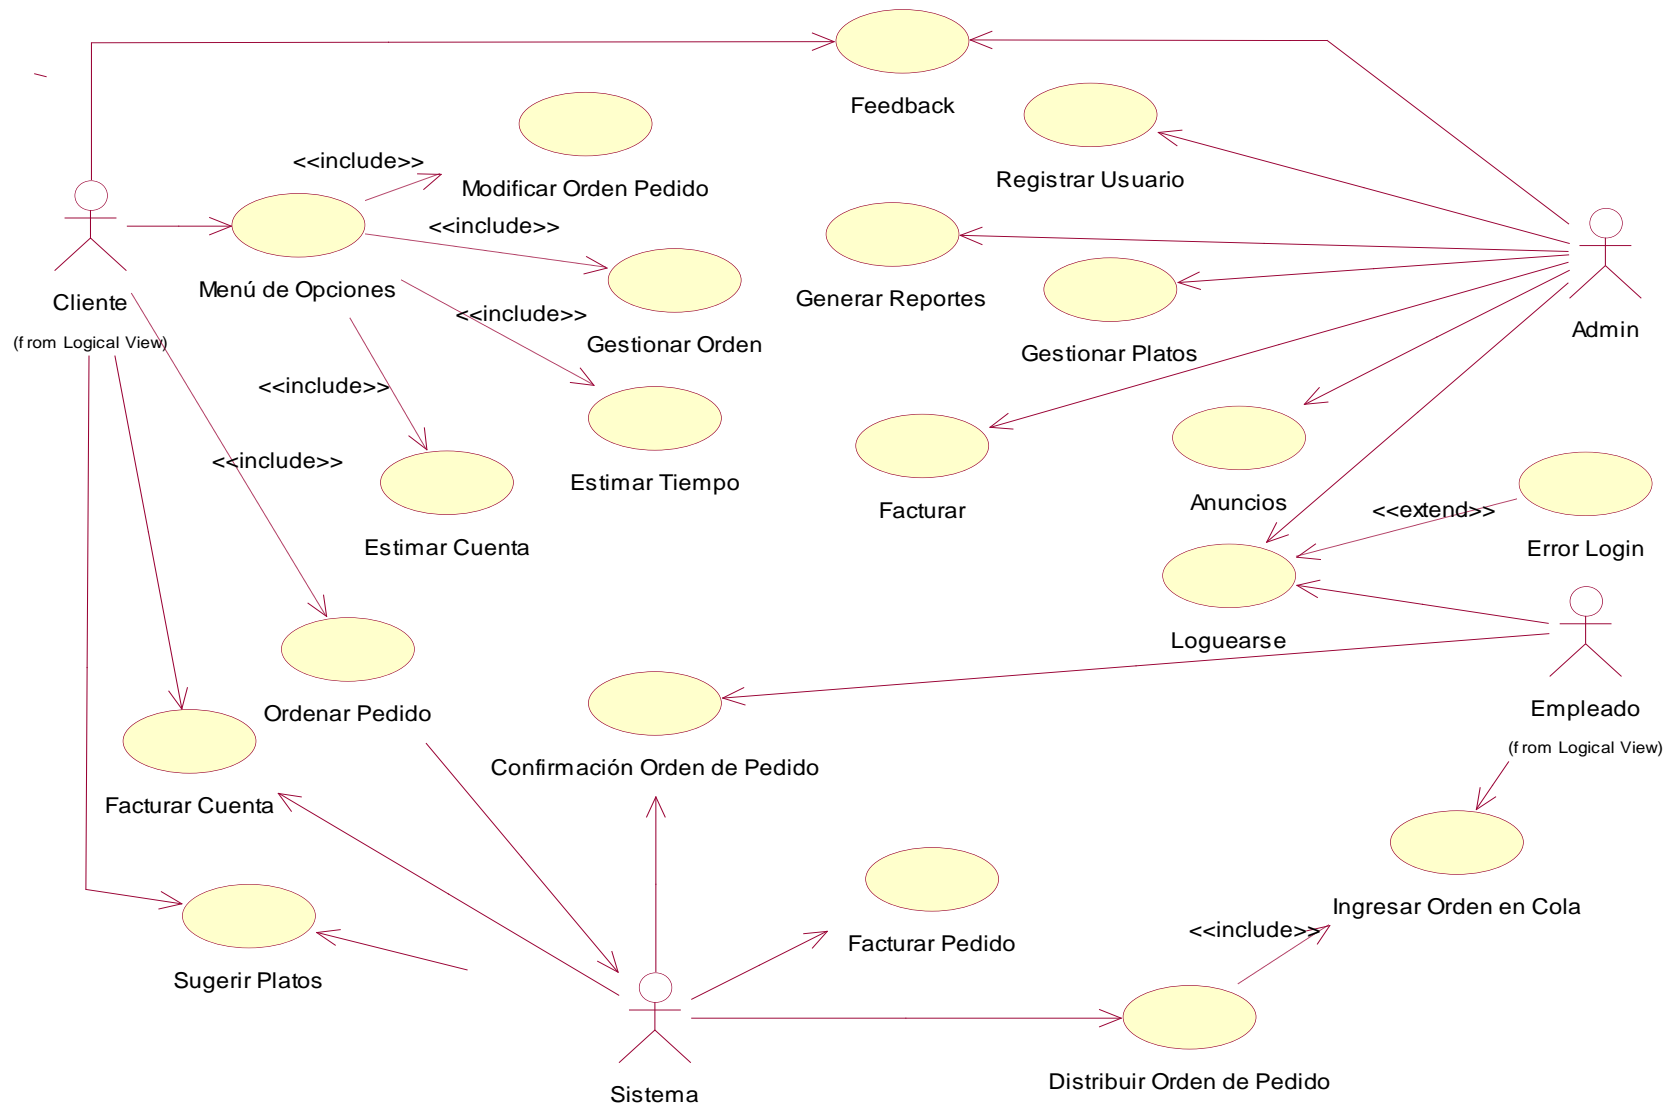 Feedback
<<include>>
Modificar Orden Pedido
Registrar Usuario
<<include>>
Menú de Opciones
Cliente
(from Logical View)
Generar Reportes
<<include>>
Gestionar Orden
Gestionar Platos
Admin
<<include>>
<<include>>
Estimar Tiempo
Facturar
Anuncios
<<extend>>
Estimar Cuenta
Error Login
Loguearse
Ordenar Pedido
Empleado
(from Logical View)
Confirmación Orden de Pedido
Facturar Cuenta
Ingresar Orden en Cola
<<include>>
Facturar Pedido
Sugerir Platos
Distribuir Orden de Pedido
Sistema